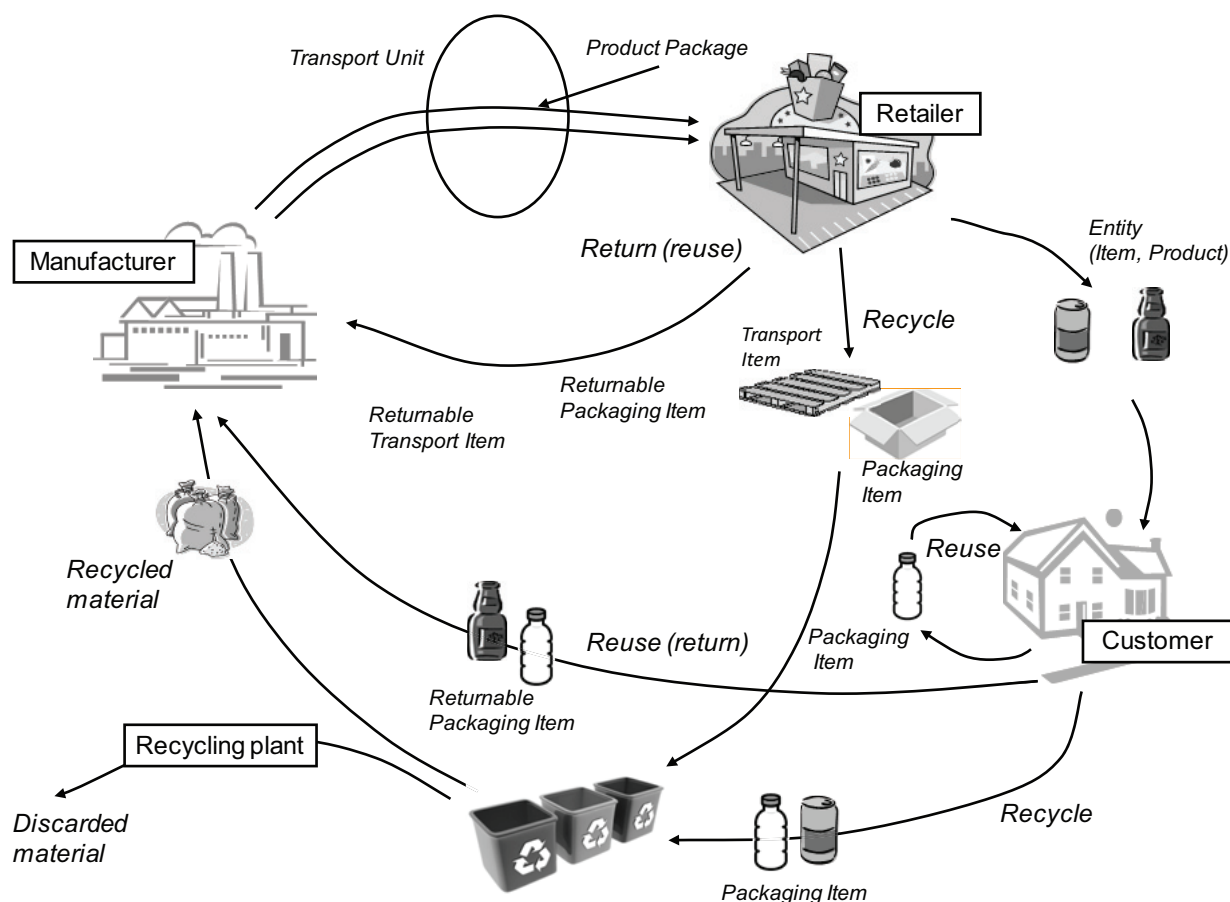 Transport Unit
Product Package
Retailer
Manufacturer
Return (reuse)
Entity
(Item, Product)
Recycle
Transport
Item
Returnable
Packaging Item
Returnable
Transport Item
Packaging
Item
Reuse
Recycled
material
Packaging
Item
Customer
Reuse (return)
Returnable
Packaging Item
Recycling plant
Discarded
material
Recycle
Packaging Item